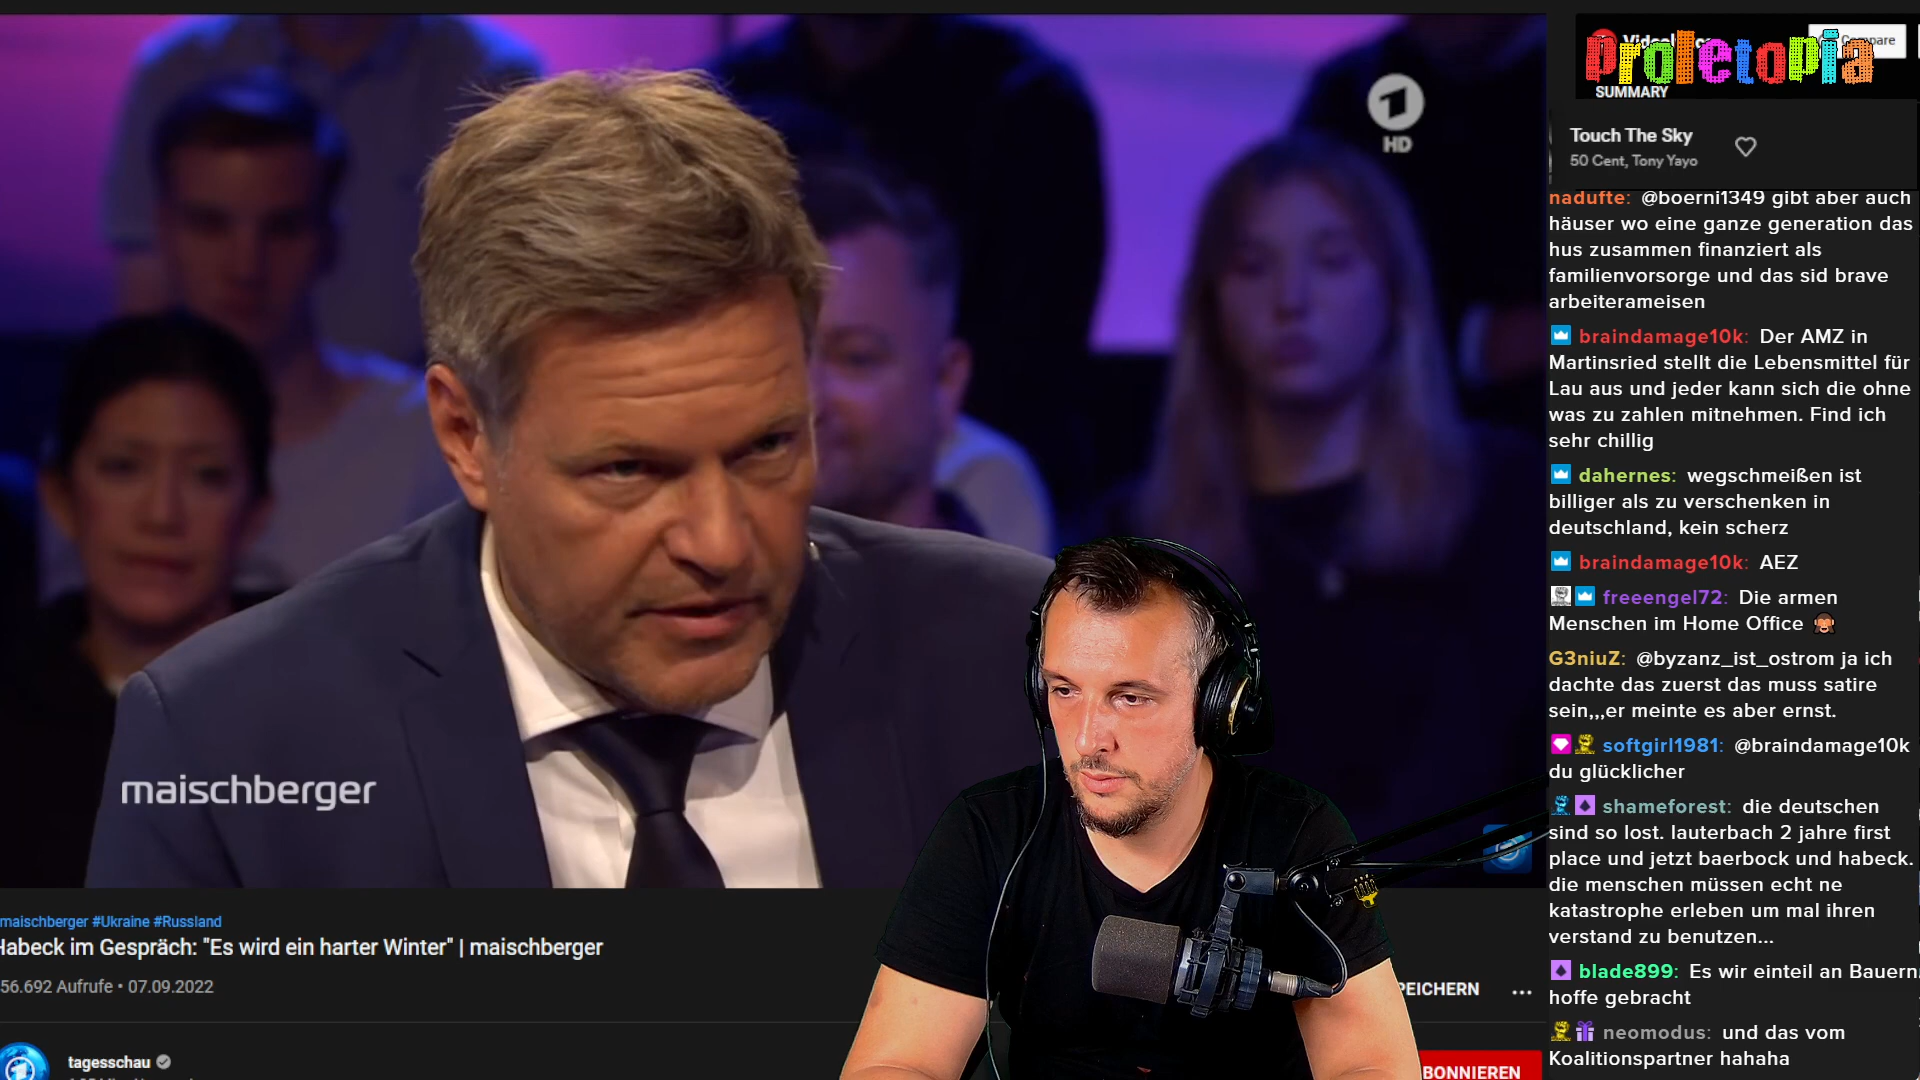 HD
maischberger
maischberger #Ukraine #Russland
Habeck im Gespräch: "Es wird ein harter Winter" | maischberger
56.692 Aufrufe • 07.09.2022
PEICHERN
...
tagesschau
BONNIEREN
Proletopia
Compare
SUMMARY
Touch The Sky
50 Cent, Tony Yayo
nadufte: @boerni1349 gibt aber auch
häuser wo eine ganze generation das
hus zusammen finanziert als
familienvorsorge und das sid brave
arbeiterameisen
braindamage10k: Der AMZ in
Martinsried stellt die Lebensmittel für
Lau aus und jeder kann sich die ohne
was zu zahlen mitnehmen. Find ich
sehr chillig
dahernes: wegschmeißen ist
billiger als zu verschenken in
deutschland, kein scherz
braindamage10k: AEZ
freeengel72: Die armen
Menschen im Home Office
G3niuZ: @byzanz_ist_ostrom ja ich
dachte das zuerst das muss satire
sein,,,er meinte es aber ernst.
softgirl1981: @braindamage10k
du glücklicher
shameforest: die deutschen
sind so lost. lauterbach 2 jahre first
place und jetzt baerbock und habeck.
die menschen müssen echt ne
katastrophe erleben um mal ihren
verstand zu benutzen...
blade899: Es wir einteil an Bauern
hoffe gebracht
neomodus: und das vom
Koalitionspartner hahaha